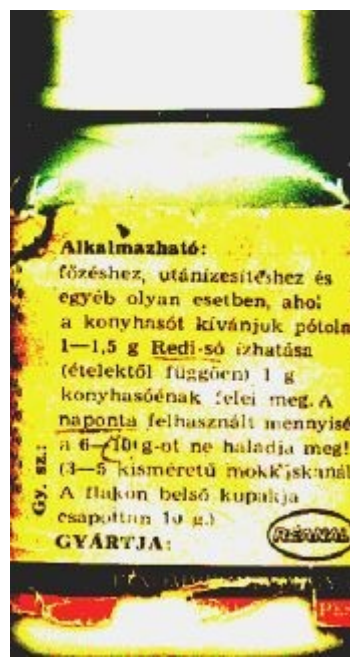 Alkalmazható:
főzéshez, utánízesítéshez és
egyéb olyan esetben, ahol
a konyhasót kívánjuk pótoln
1—1,5 g Redi-só ízhatása
(ételektől függően) 1 g
konyhasóénak felel meg. A
naponta felhasznált mennyisé
a 6—10 g-ot ne haladja meg!
(3—5 kisméretű mokkáskanál
A flakon belső kupakja
csapottan 10 g.)
GYÁRTJA:
Gy. sz.:
REANAL